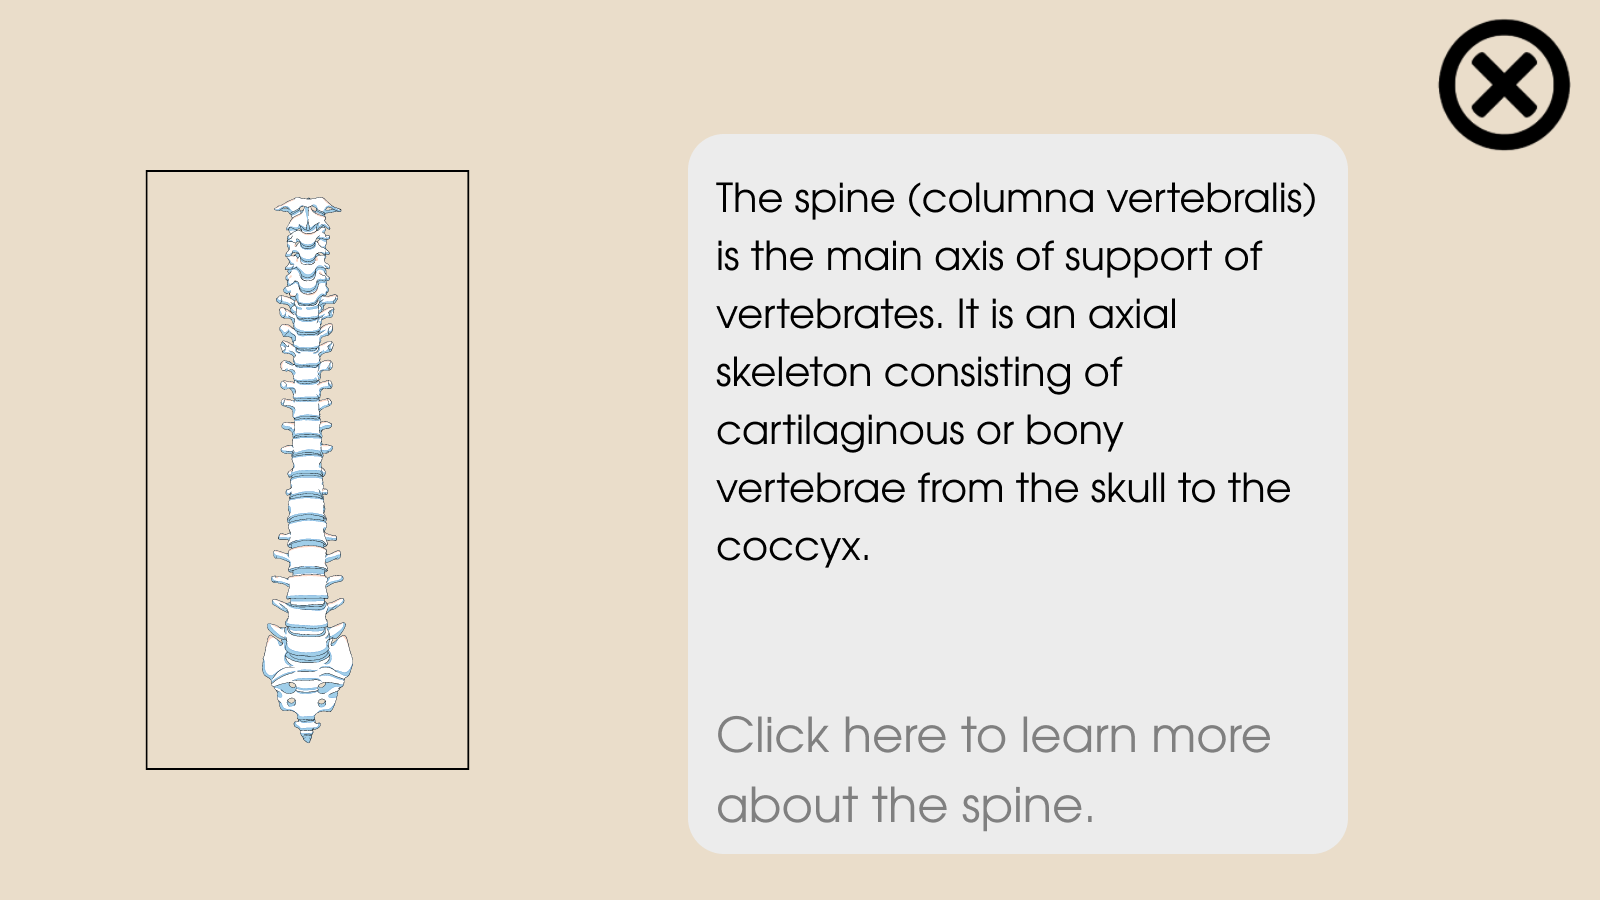 The spine (columna vertebralis)
is the main axis of support of
vertebrates. It is an axial
skeleton consisting of
cartilaginous or bony
vertebrae from the skull to the
coccyx.
Click here to learn more
about the spine.